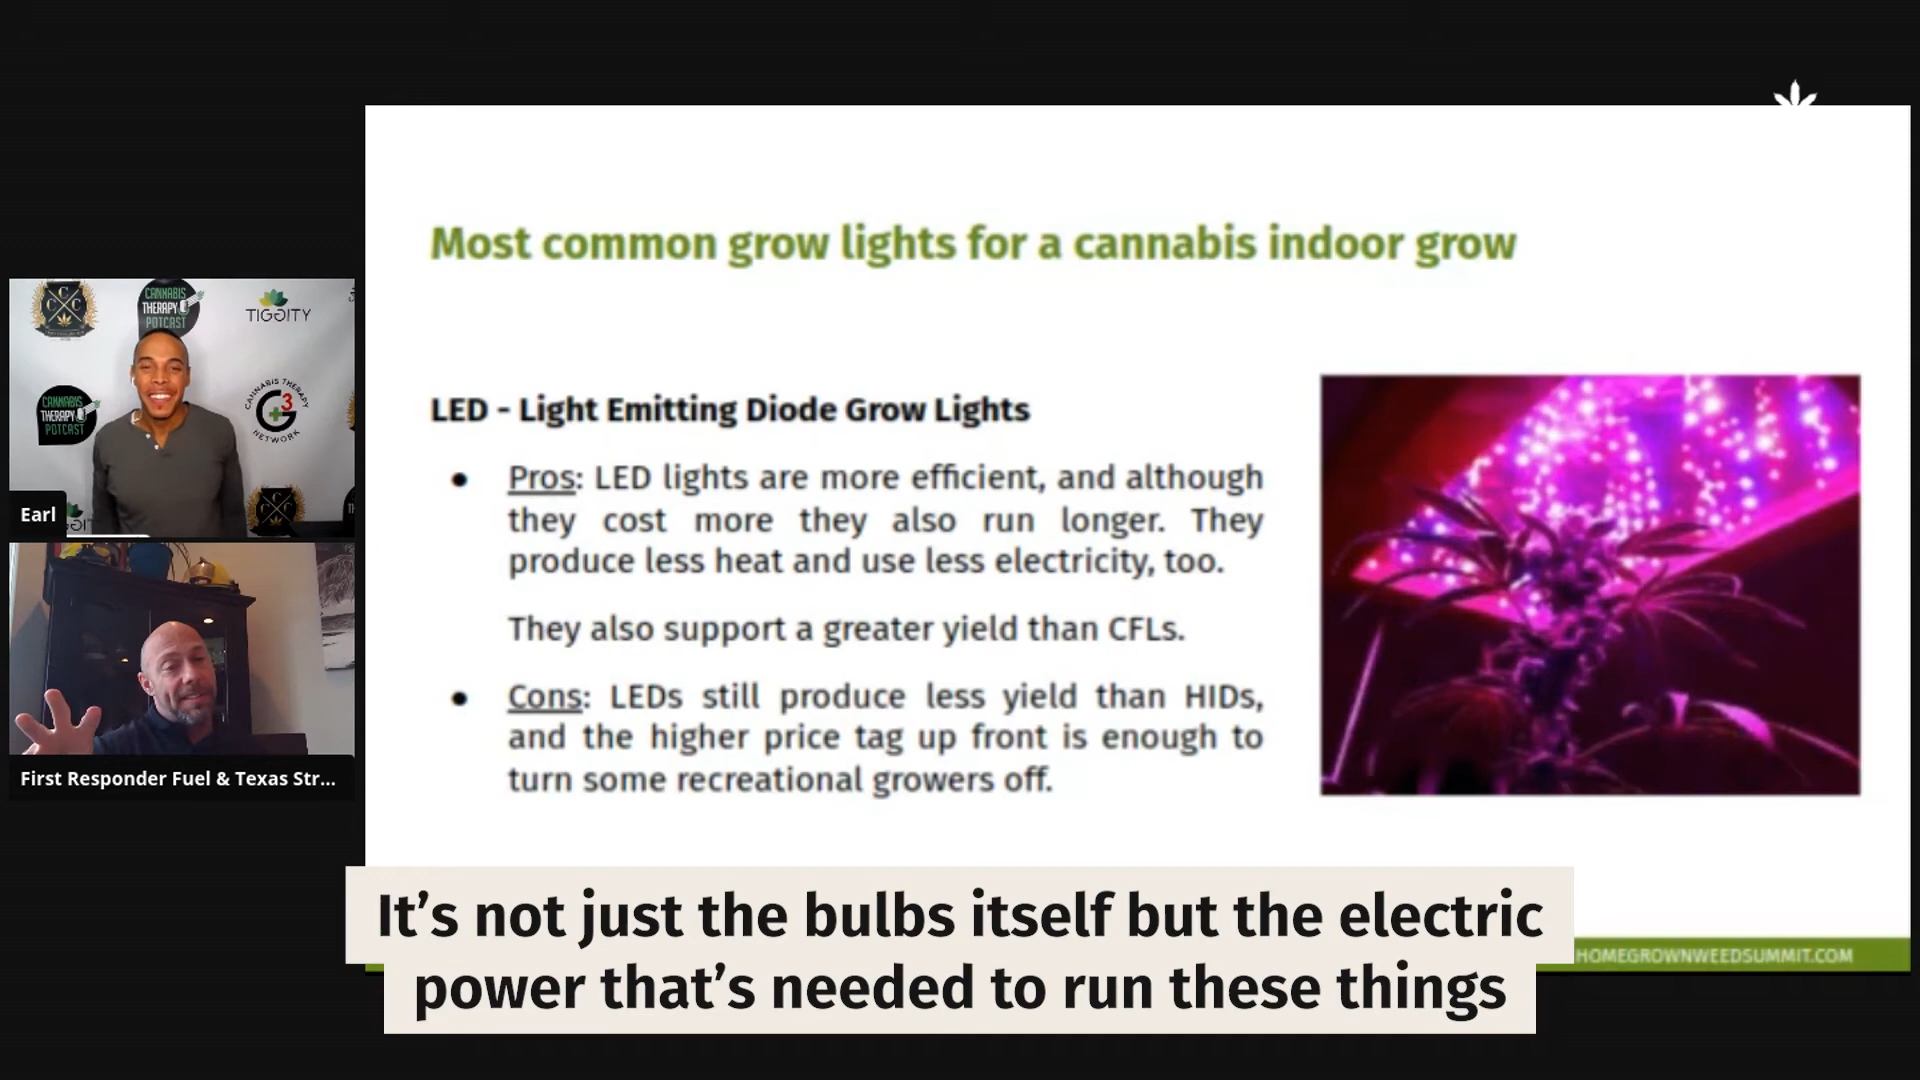 Most common grow lights for a cannabis indoor grow
CCC
CANNABIS
THERAPY
POTCAST
TIGGITY
CANNABIS
THERAPY
POTCAST
CANNABIS THERAPY
G3
NETWORK
Earl
First Responder Fuel & Texas Str...
LED - Light Emitting Diode Grow Lights
● Pros: LED lights are more efficient, and although
they cost more they also run longer. They
produce less heat and use less electricity, too.
They also support a greater yield than CFLs.
● Cons: LEDs still produce less yield than HIDs,
and the higher price tag up front is enough to
turn some recreational growers off.
It’s not just the bulbs itself but the electric
power that’s needed to run these things
HOMEGROWNWEEDSUMMIT.COM